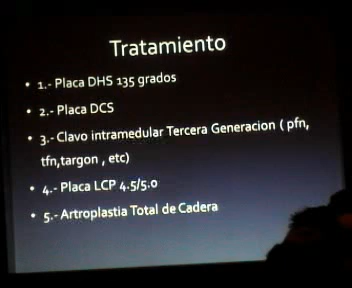 Tratamiento
• 1.- Placa DHS 135 grados
• 2.- Placa DCS
• 3.- Clavo intramedular Tercera Generacion ( pfn,
tfn,targon , etc)
• 4.- Placa LCP 4.5/5.0
• 5.- Artroplastia Total de Cadera